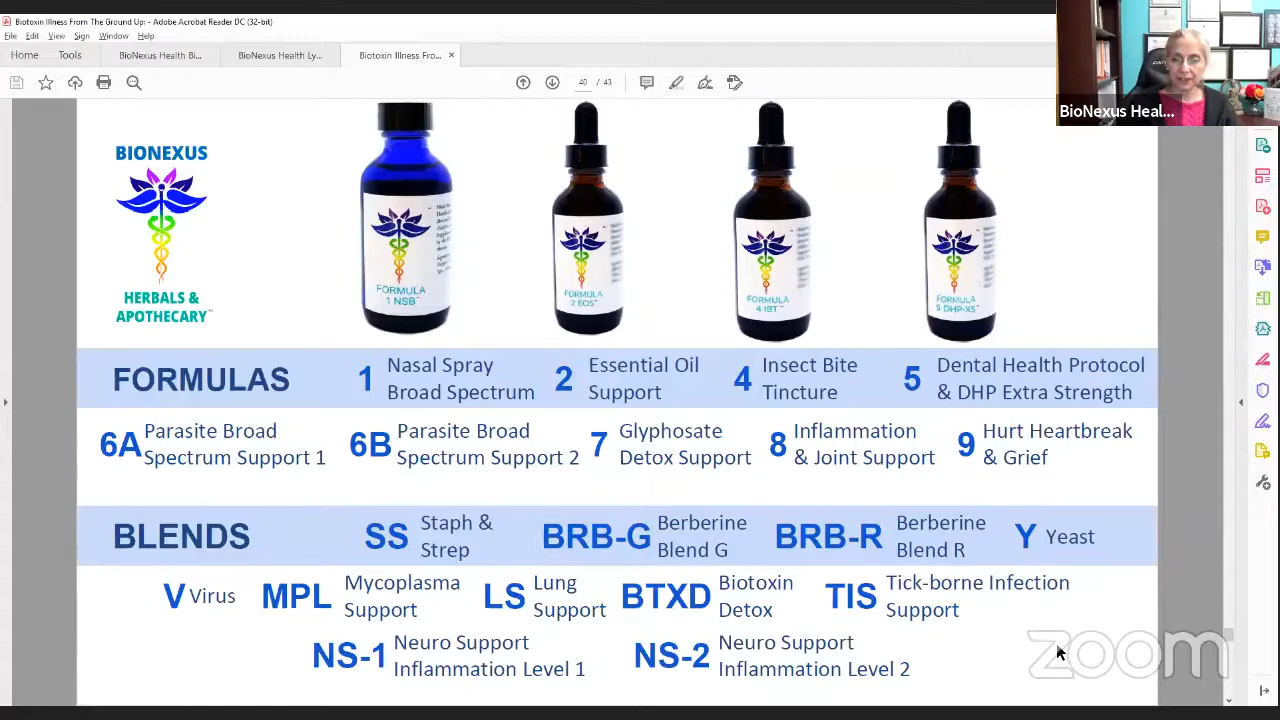 Biotoxin Illness From The Ground Up: - Adobe Acrobat Reader DC (32-bit)
File Edit View Sign Window Help
Home Tools BioNexus Health Bi... BioNexus Health Ly... Biotoxin Illness Fro... ×
40 / 43
BioNexus Heal...
BIONEXUS
HERBALS &
APOTHECARY™
FORMULA
1 NSB™
FORMULA
2 EOS™
FORMULA
4 IBT™
FORMULA
5 DHP-XS™
FORMULAS
1 Nasal Spray
Broad Spectrum
2 Essential Oil
Support
4 Insect Bite
Tincture
5 Dental Health Protocol
& DHP Extra Strength
6A Parasite Broad
Spectrum Support 1
6B Parasite Broad
Spectrum Support 2
7 Glyphosate
Detox Support
8 Inflammation
& Joint Support
9 Hurt Heartbreak
& Grief
BLENDS
SS Staph &
Strep
BRB-G Berberine
Blend G
BRB-R Berberine
Blend R
Y Yeast
V Virus
MPL Mycoplasma
Support
LS Lung
Support
BTXD Biotoxin
Detox
TIS Tick-borne Infection
Support
NS-1 Neuro Support
Inflammation Level 1
NS-2 Neuro Support
Inflammation Level 2
zoom